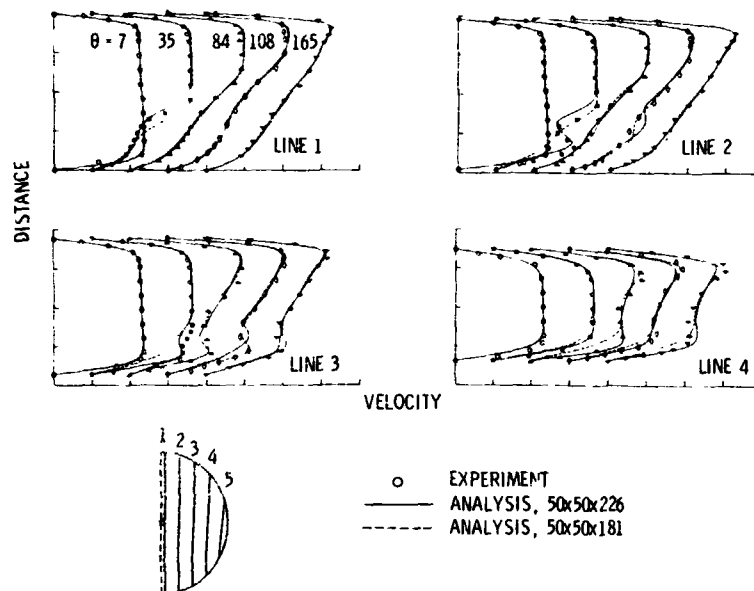 θ = 7 35 84 108 165
LINE 1
LINE 2
DISTANCE
LINE 3
LINE 4
VELOCITY
1 2 3 4 5
EXPERIMENT
ANALYSIS, 50x50x226
ANALYSIS, 50x50x181